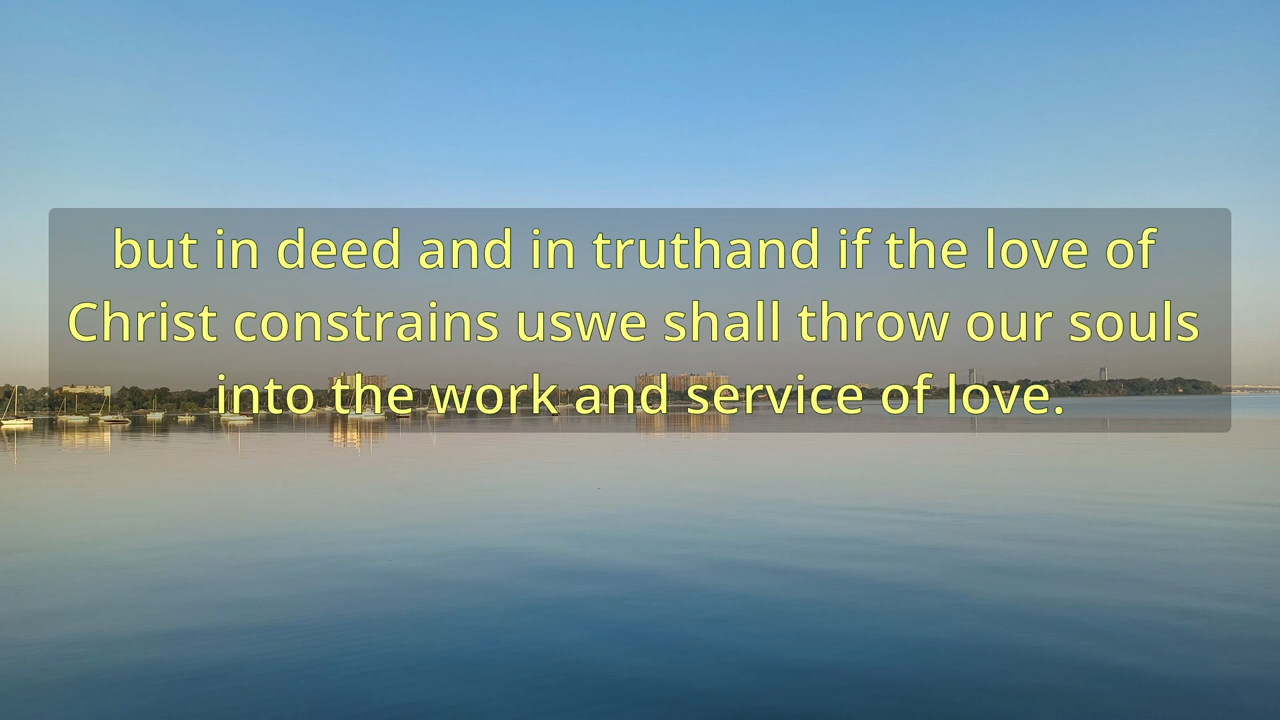 but in deed and in truthand if the love of
Christ constrains uswe shall throw our souls
into the work and service of love.